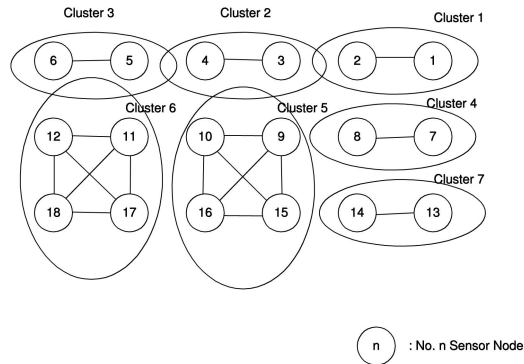 Cluster 3
Cluster 2
Cluster 1
6 5 4 3 2 1
Cluster 6
Cluster 5
Cluster 4
12 11 10 9 8 7
Cluster 7
18 17 16 15 14 13
n : No. n Sensor Node